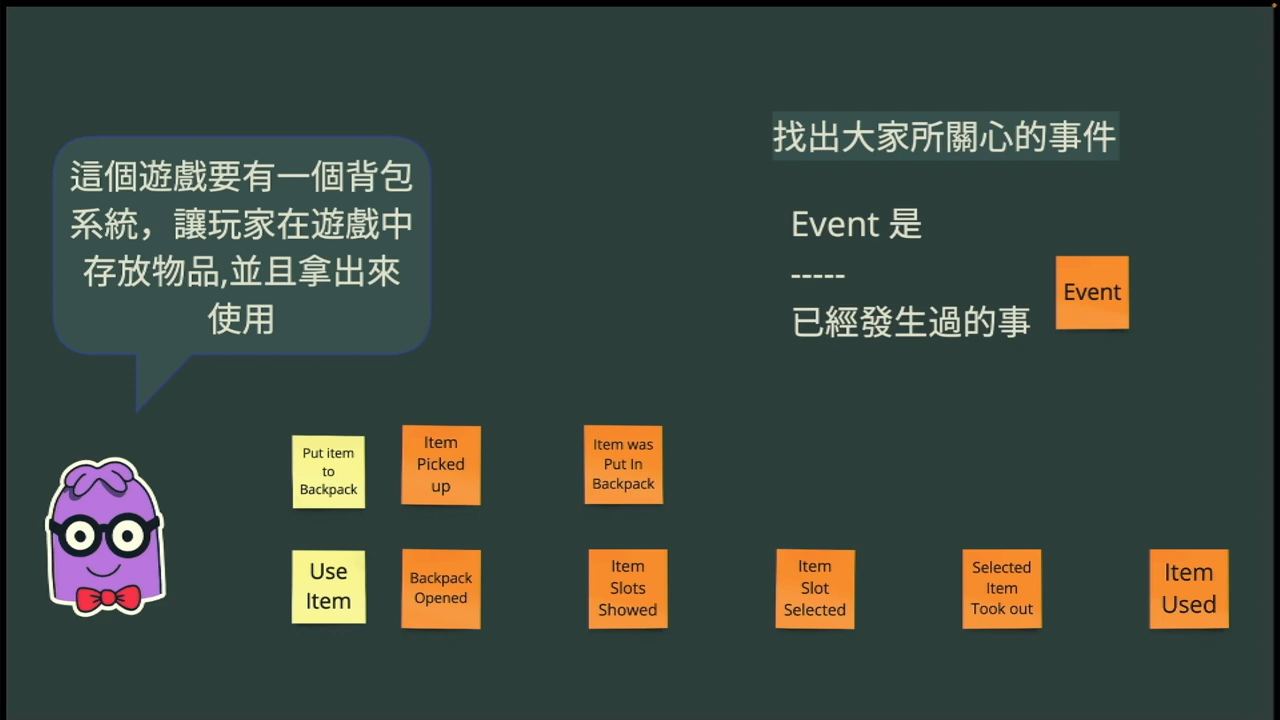 找出大家所關心的事件
這個遊戲要有一個背包
系統，讓玩家在遊戲中
存放物品,並且拿出來
使用
Event 是
-----
已經發生過的事
Event
Put item
to
Backpack
Item
Picked
up
Item was
Put In
Backpack
Use
Item
Backpack
Opened
Item
Slots
Showed
Item
Slot
Selected
Selected
Item
Took out
Item
Used